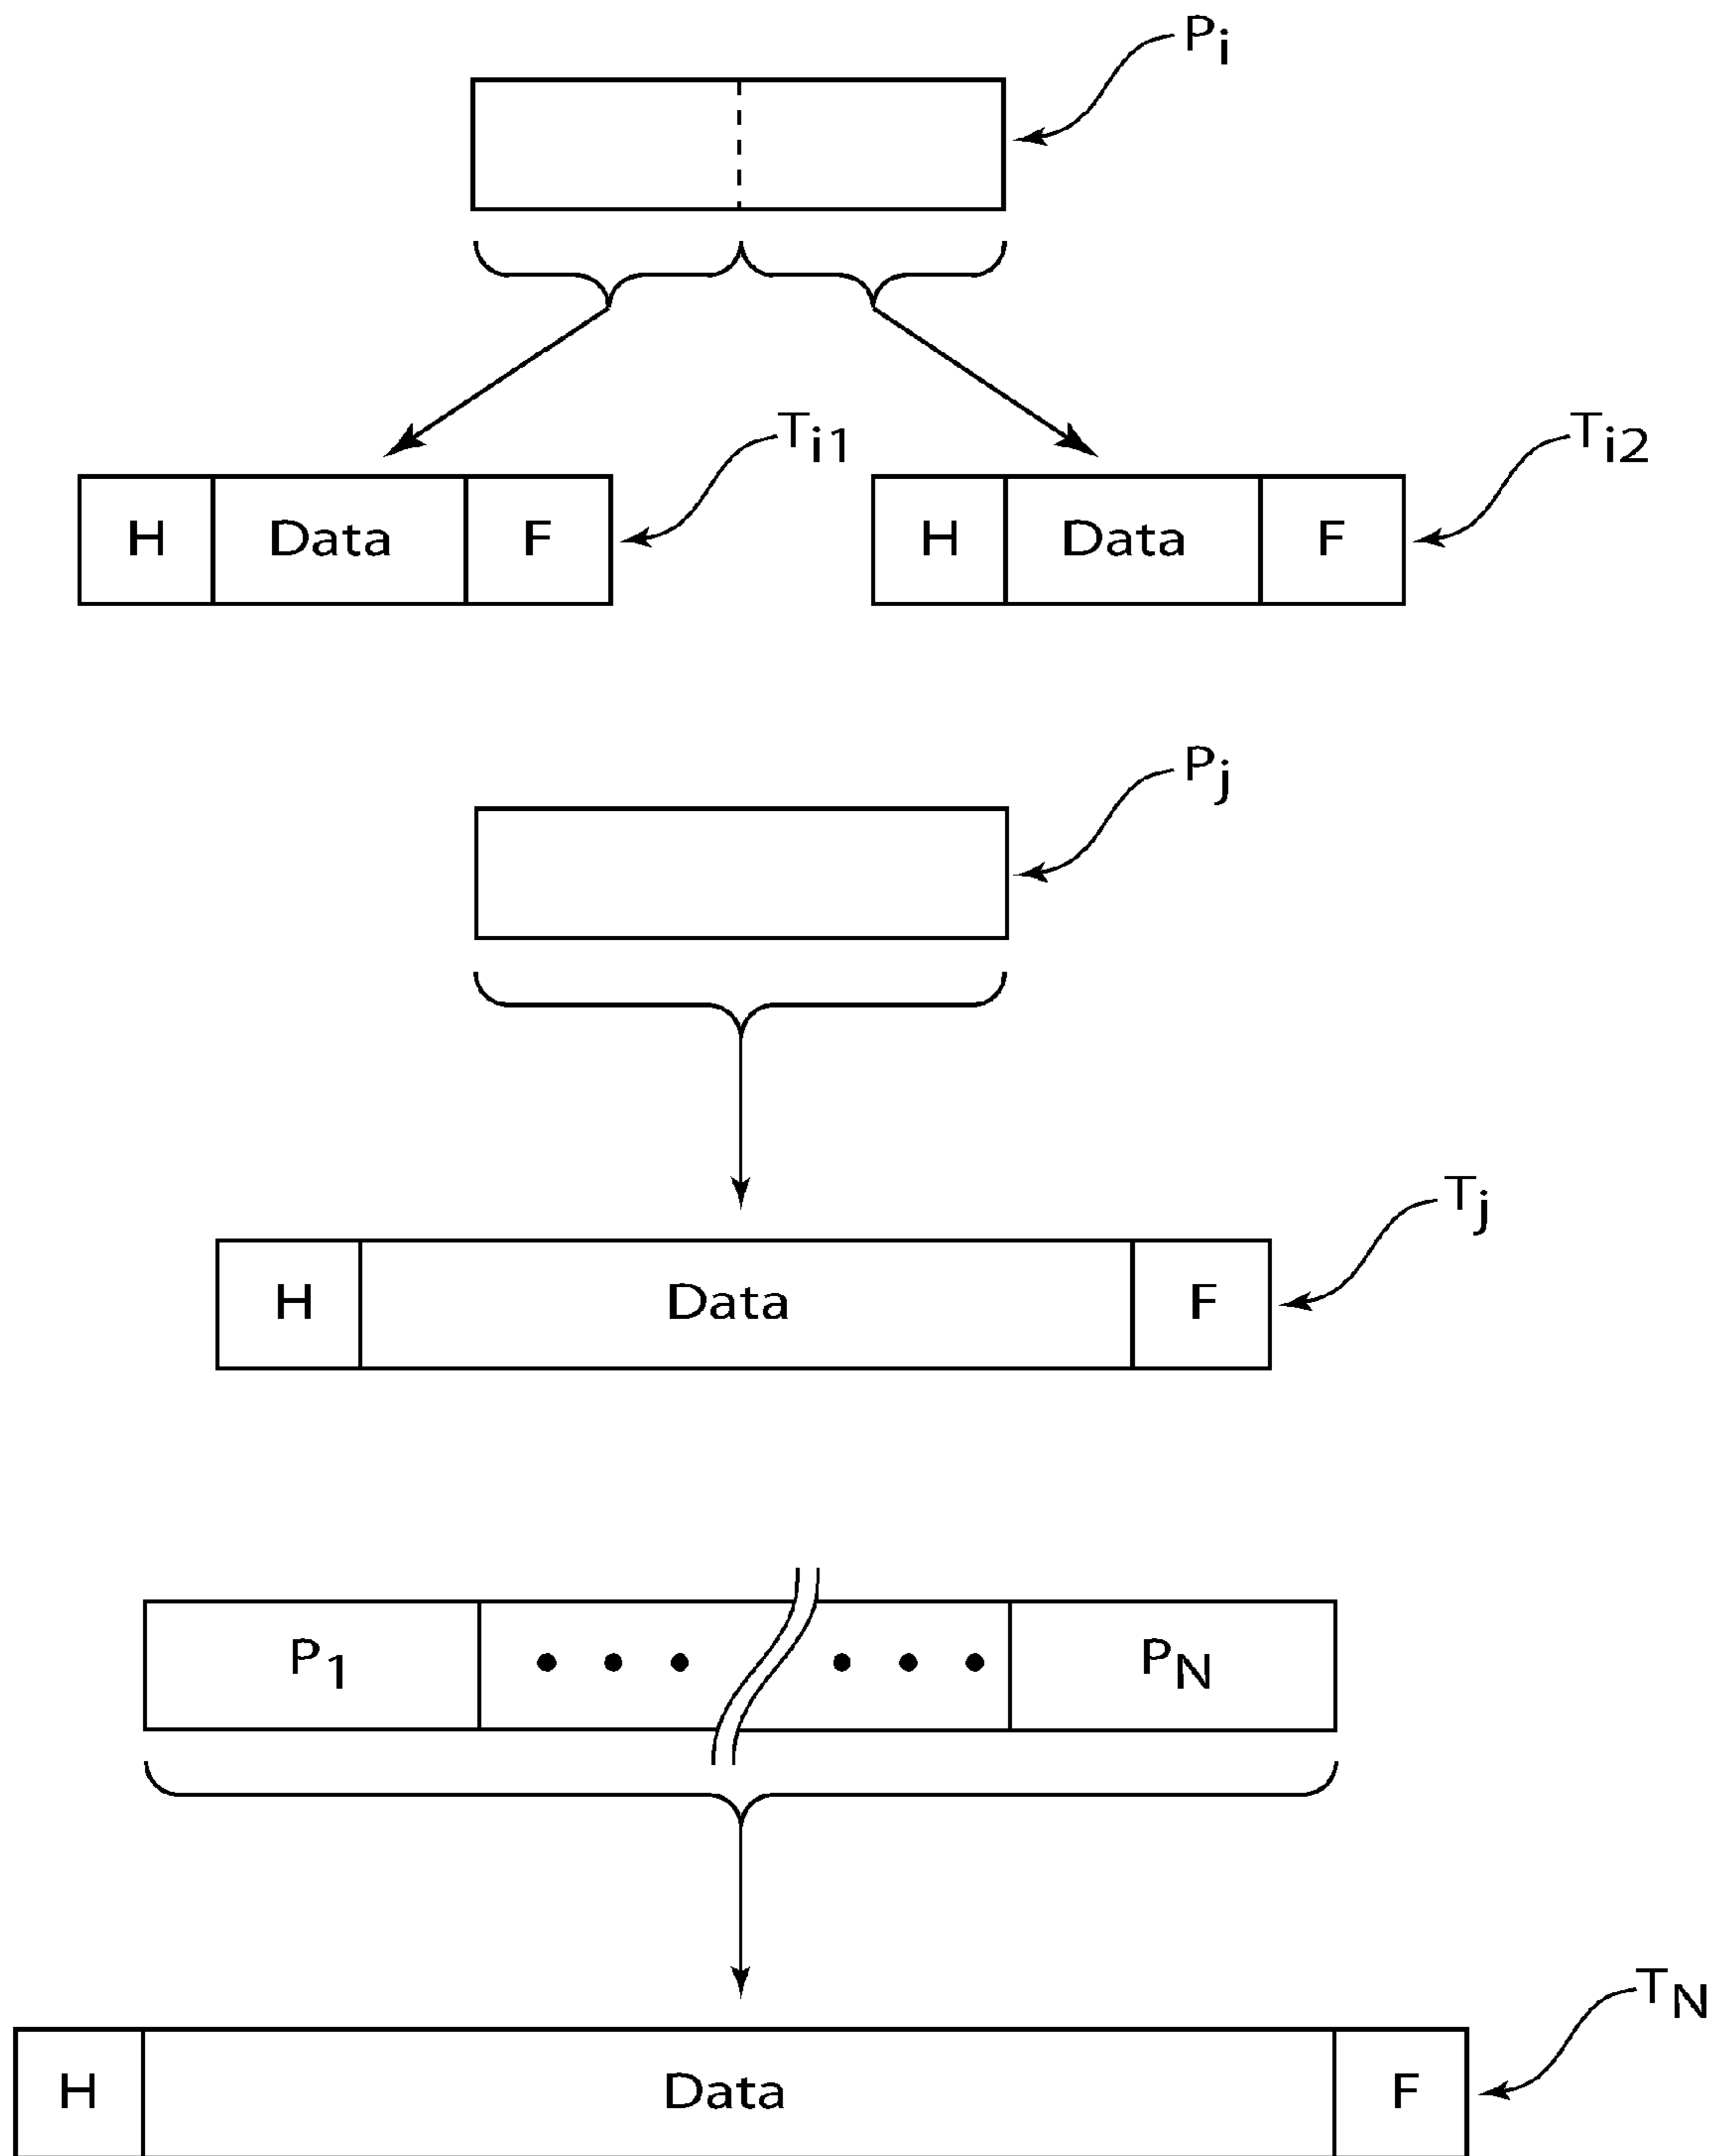 Pi
Ti1
Ti2
H Data F
H Data F
Pj
Tj
H Data F
P1 • • • • • • PN
TN
H Data F